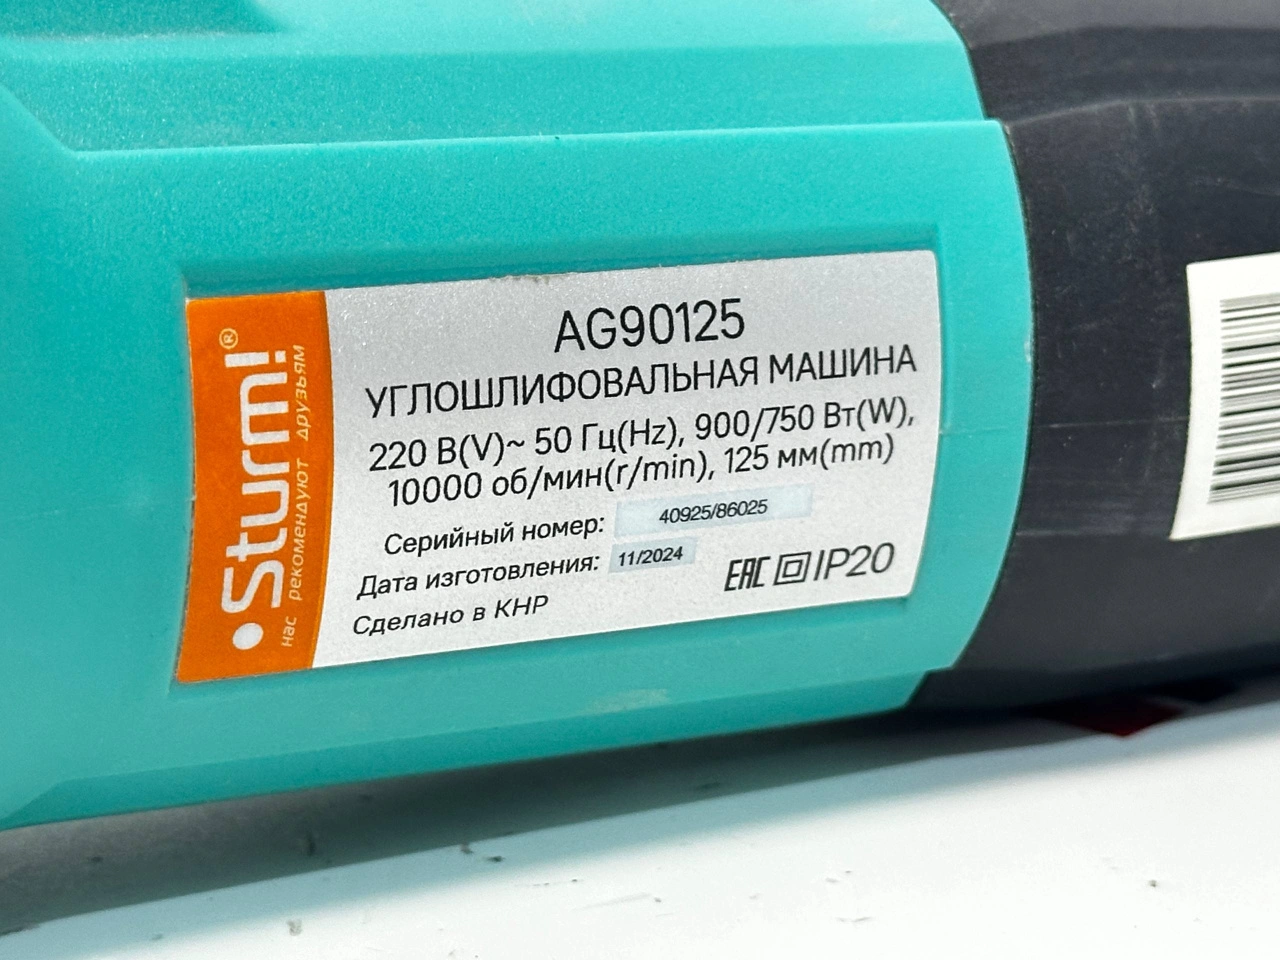 Sturm!®
нас рекомендуют друзьям
AG90125
УГЛОШЛИФОВАЛЬНАЯ МАШИНА
220 В(V)~ 50 Гц(Hz), 900/750 Вт(W),
10000 об/мин(r/min), 125 мм(mm)
Серийный номер: 40925/86025
Дата изготовления: 11/2024
Сделано в КНР
EAC IP20